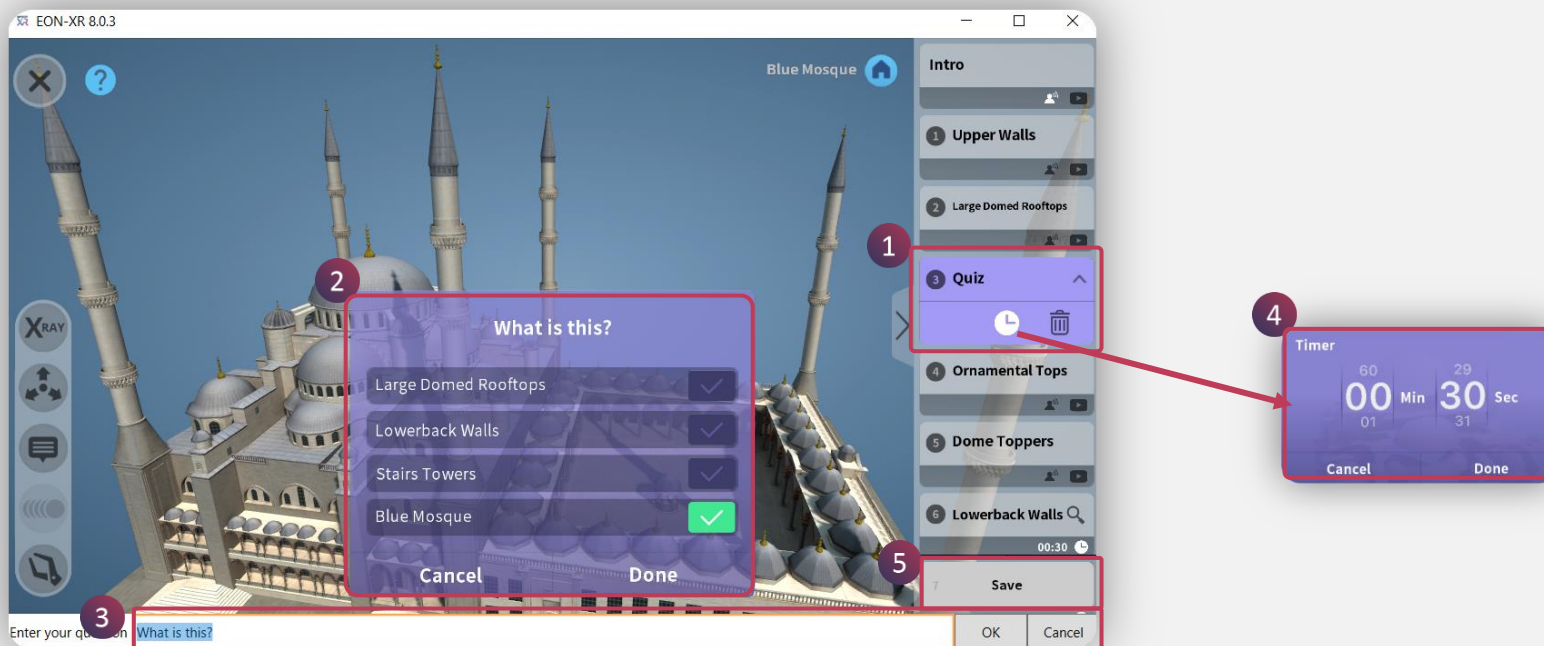 EON-XR 8.0.3
Blue Mosque
?
XRAY
Intro
1 Upper Walls
2 Large Domed Rooftops
1
3 Quiz
4 Ornamental Tops
5 Dome Toppers
6 Lowerback Walls
00:30
5
7 Save
2
What is this?
Large Domed Rooftops
Lowerback Walls
Stairs Towers
Blue Mosque
Cancel Done
3
Enter your question What is this? OK Cancel
4
Timer
60 29
00 Min 30 Sec
01 31
Cancel Done